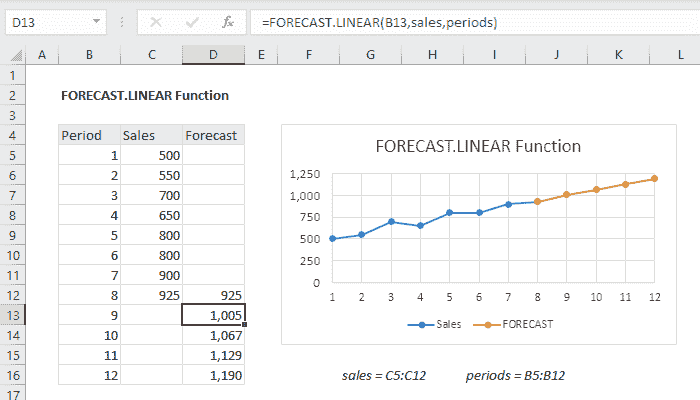 D13 fx =FORECAST.LINEAR(B13,sales,periods)
A B C D E F G H I J K L
1
2 FORECAST.LINEAR Function
3
4 Period Sales Forecast
5 1 500
6 2 550
7 3 700
8 4 650
9 5 800
10 6 800
11 7 900
12 8 925 925
13 9 1,005
14 10 1,067
15 11 1,129
16 12 1,190
17
FORECAST.LINEAR Function
1,250
1,000
750
500
250
0
1 2 3 4 5 6 7 8 9 10 11 12
Sales FORECAST
sales = C5:C12 periods = B5:B12